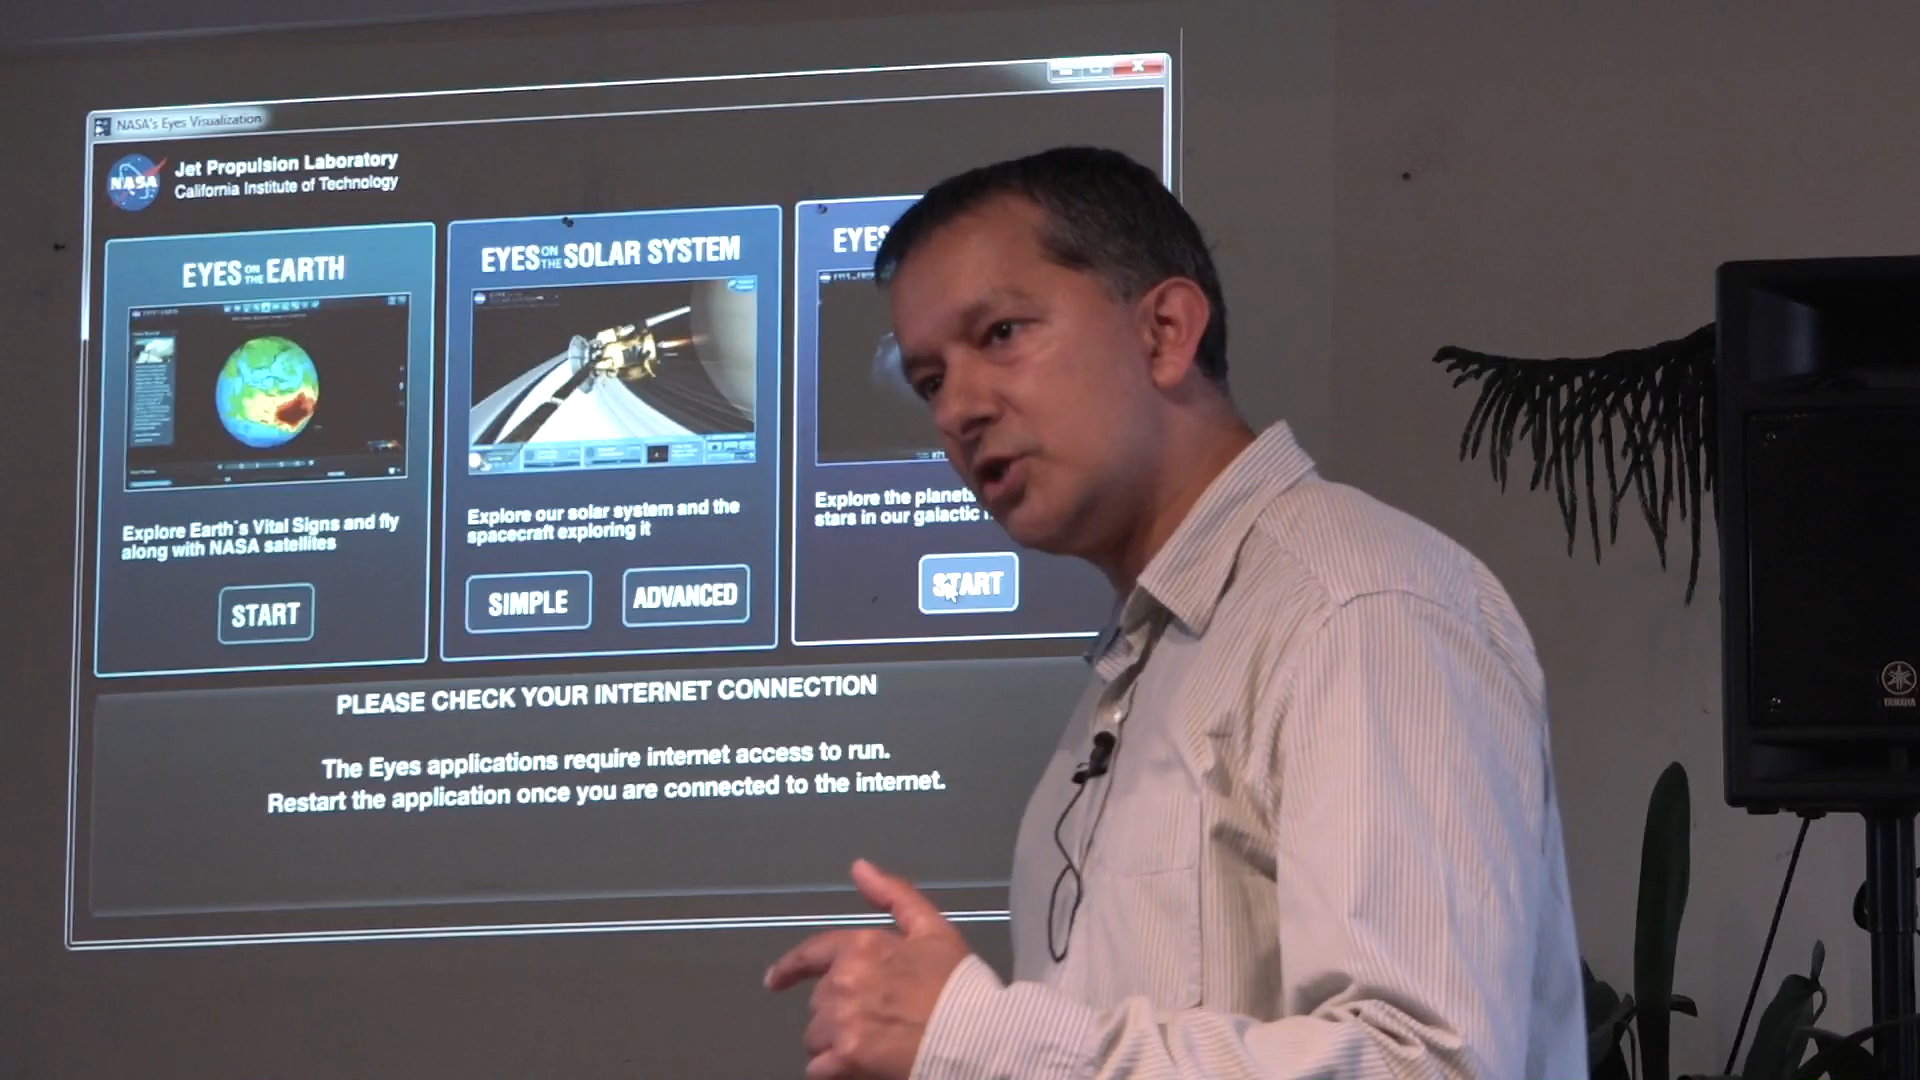 NASA's Eyes Visualization
NASA
Jet Propulsion Laboratory
California Institute of Technology
EYES ON THE EARTH
Explore Earth's Vital Signs and fly
along with NASA satellites
START
EYES ON THE SOLAR SYSTEM
Explore our solar system and the
spacecraft exploring it
SIMPLE
ADVANCED
EYES
Explore the planets
stars in our galactic
START
PLEASE CHECK YOUR INTERNET CONNECTION
The Eyes applications require internet access to run.
Restart the application once you are connected to the internet.
YAMAHA